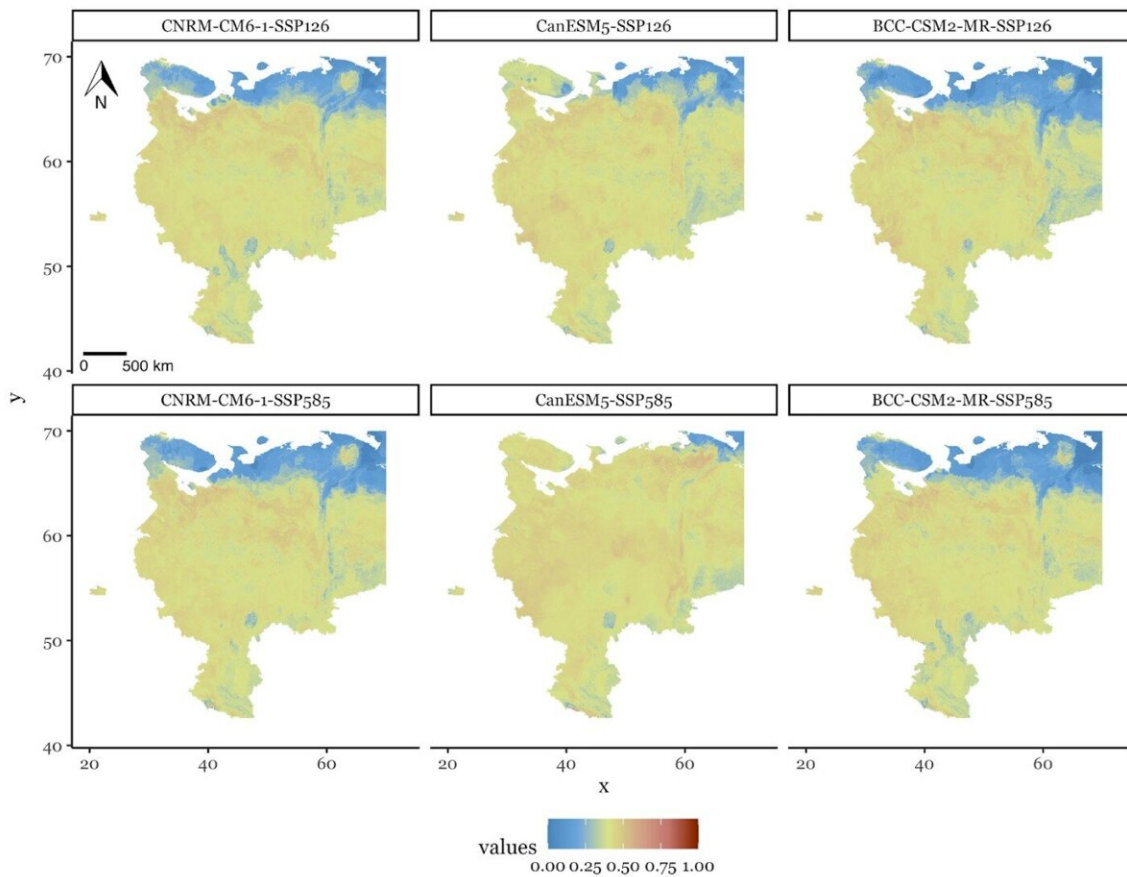 CNRM-CM6-1-SSP126 CanESM5-SSP126 BCC-CSM2-MR-SSP126
70
N
60
50
0 500 km
40
y
CNRM-CM6-1-SSP585 CanESM5-SSP585 BCC-CSM2-MR-SSP585
70
60
50
40
20 40 60 20 40 60 20 40 60
x
values
0.00 0.25 0.50 0.75 1.00